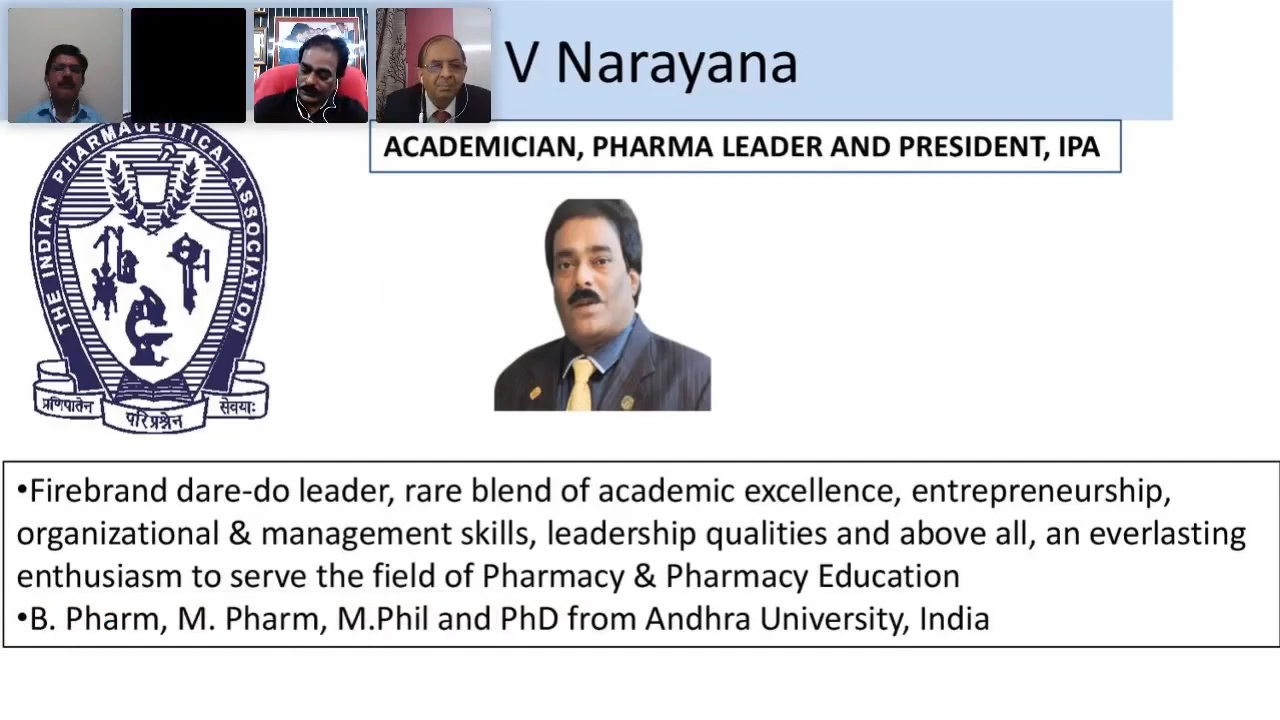 V Narayana
ACADEMICIAN, PHARMA LEADER AND PRESIDENT, IPA
THE INDIAN PHARMACEUTICAL ASSOCIATION
प्रणिपातेन परिप्रश्नेन सेवयाः
•Firebrand dare-do leader, rare blend of academic excellence, entrepreneurship,
organizational & management skills, leadership qualities and above all, an everlasting
enthusiasm to serve the field of Pharmacy & Pharmacy Education
•B. Pharm, M. Pharm, M.Phil and PhD from Andhra University, India